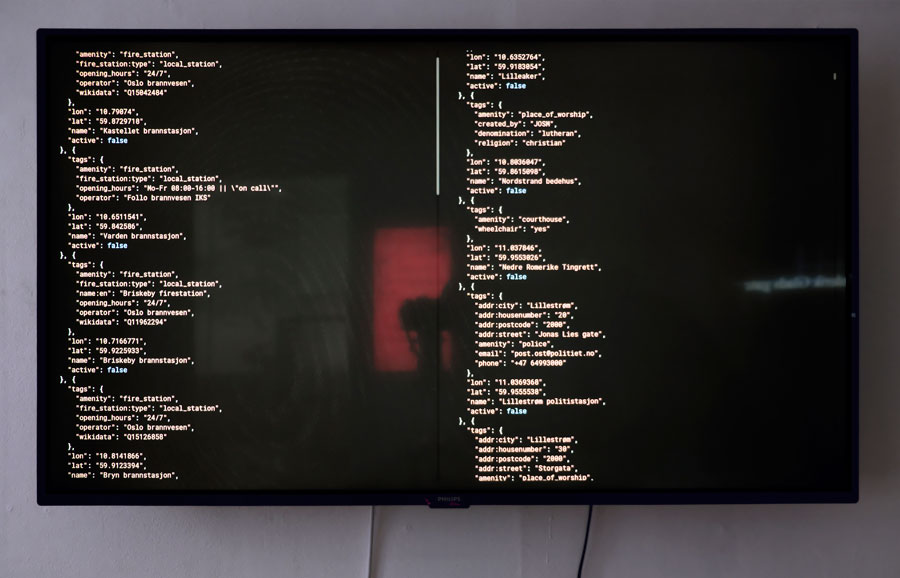 "amenity": "fire_station",
"fire_station:type": "local_station",
"opening_hours": "24/7",
"operator": "Oslo brannvesen",
"wikidata": "Q15042484"
},
"lon": "10.79074",
"lat": "59.8729718",
"name": "Kastellet brannstasjon",
"active": false
}, {
"tags": {
"amenity": "fire_station",
"fire_station:type": "local_station",
"opening_hours": "Mo-Fr 08:00-16:00 || \"on call\"",
"operator": "Follo brannvesen IKS"
},
"lon": "10.6511541",
"lat": "59.842586",
"name": "Varden brannstasjon",
"active": false
}, {
"tags": {
"amenity": "fire_station",
"fire_station:type": "local_station",
"name:en": "Briskeby firestation",
"opening_hours": "24/7",
"operator": "Oslo brannvesen",
"wikidata": "Q11962294"
},
"lon": "10.7166771",
"lat": "59.9225933",
"name": "Briskeby brannstasjon",
"active": false
}, {
"tags": {
"amenity": "fire_station",
"fire_station:type": "local_station",
"opening_hours": "24/7",
"operator": "Oslo brannvesen",
"wikidata": "Q15126858"
},
"lon": "10.8141866",
"lat": "59.9123394",
"name": "Bryn brannstasjon",
"lon": "10.6352764",
"lat": "59.9183054",
"name": "Lilleaker",
"active": false
}, {
"tags": {
"amenity": "place_of_worship",
"created_by": "JOSM",
"denomination": "lutheran",
"religion": "christian"
},
"lon": "10.8036047",
"lat": "59.8615098",
"name": "Nordstrand bedehus",
"active": false
}, {
"tags": {
"amenity": "courthouse",
"wheelchair": "yes"
},
"lon": "11.037846",
"lat": "59.9553026",
"name": "Nedre Romerike Tingrett",
"active": false
}, {
"tags": {
"addr:city": "Lillestrøm",
"addr:housenumber": "20",
"addr:postcode": "2000",
"addr:street": "Jonas Lies gate",
"amenity": "police",
"email": "post.ost@politiet.no",
"phone": "+47 64993000"
},
"lon": "11.0369368",
"lat": "59.9555538",
"name": "Lillestrøm politistasjon",
"active": false
}, {
"tags": {
"addr:city": "Lillestrøm",
"addr:housenumber": "30",
"addr:postcode": "2000",
"addr:street": "Storgata",
"amenity": "place_of_worship",
PHILIPS